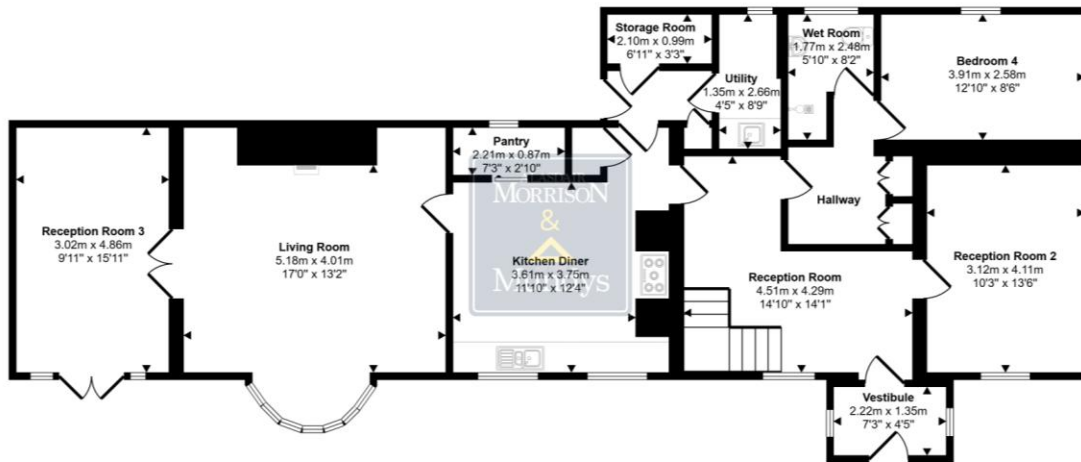 Storage Room
2.10m x 0.99m
6'11" x 3'3"
Utility
1.35m x 2.66m
4'5" x 8'9"
Wet Room
1.77m x 2.48m
5'10" x 8'2"
Bedroom 4
3.91m x 2.58m
12'10" x 8'6"
Pantry
2.21m x 0.87m
7'3" x 2'10"
Hallway
Reception Room 3
3.02m x 4.86m
9'11" x 15'11"
Living Room
5.18m x 4.01m
17'0" x 13'2"
MORRISON
&
Kitchen Diner
3.61m x 3.75m
11'10" x 12'4"
Reception Room
4.51m x 4.29m
14'10" x 14'1"
Reception Room 2
3.12m x 4.11m
10'3" x 13'6"
Vestibule
2.22m x 1.35m
7'3" x 4'5"